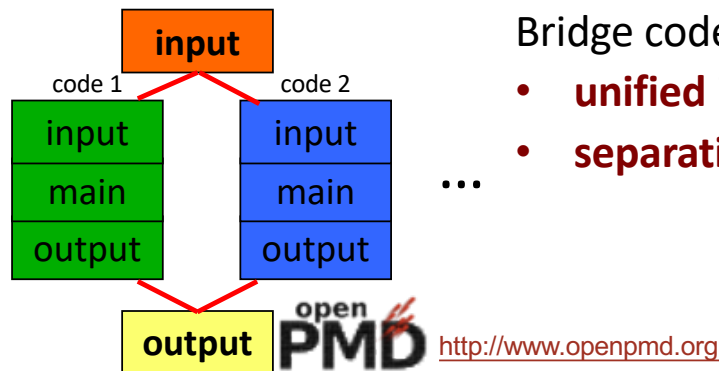 input
Bridge code
code 1
code 2
• unified
input
input
• separati
main
main
...
output
output
output
open
PMD
http://www.openpmd.org